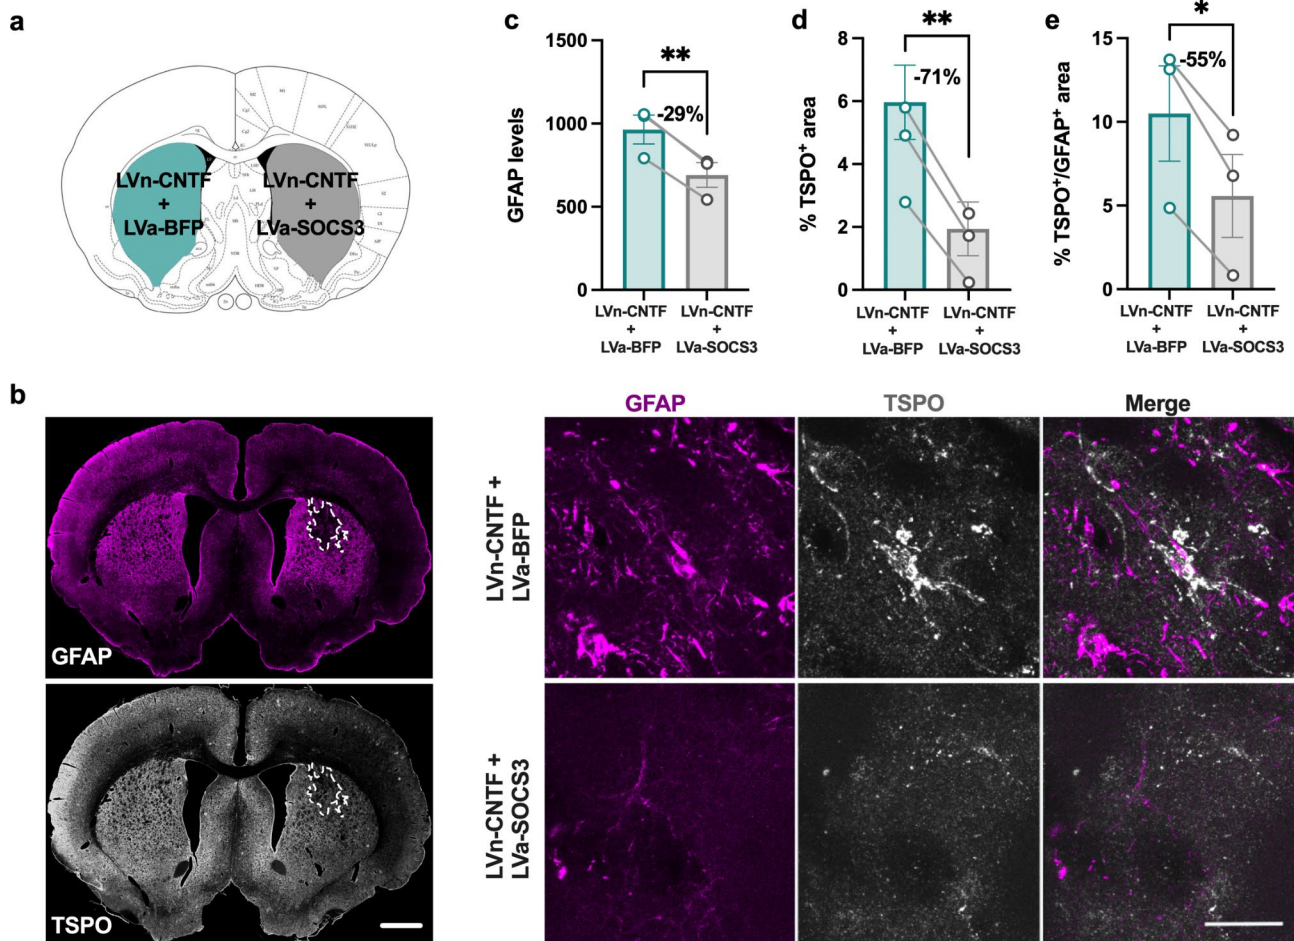 a
LVn-CNTF
+
LVa-BFP
LVn-CNTF
+
LVa-SOCS3
c
GFAP levels
1500
1000
500
0
**
-29%
LVn-CNTF
+
LVa-BFP
LVn-CNTF
+
LVa-SOCS3
d
% TSPO⁺ area
8
6
4
2
0
**
-71%
LVn-CNTF
+
LVa-BFP
LVn-CNTF
+
LVa-SOCS3
e
% TSPO⁺/GFAP⁺ area
15
10
5
0
*
-55%
LVn-CNTF
+
LVa-BFP
LVn-CNTF
+
LVa-SOCS3
b
GFAP
TSPO
GFAP
TSPO
Merge
LVn-CNTF +
LVa-BFP
LVn-CNTF +
LVa-SOCS3